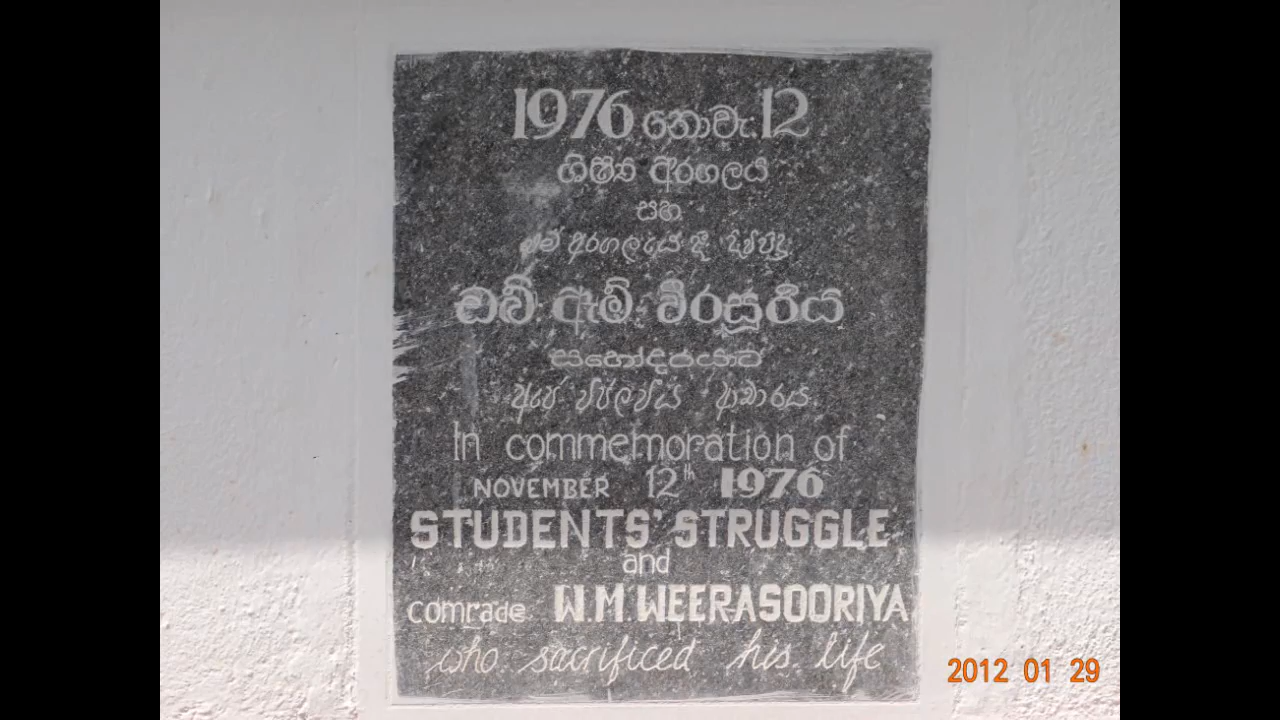 1976 නොවැ. 12
ශිෂ්‍ය අරගලය
සහ
එම අරගලයේ දී දිවිපිදූ
ඩබ්. ඇම්. වීරසූරිය
සහෝදරයාට
අපේ විප්ලවීය ආචාරය.
In commemoration of
NOVEMBER 12th 1976
STUDENTS' STRUGGLE
and
comrade W.M. WEERASOORIYA
who sacrificed his life
2012 01 29